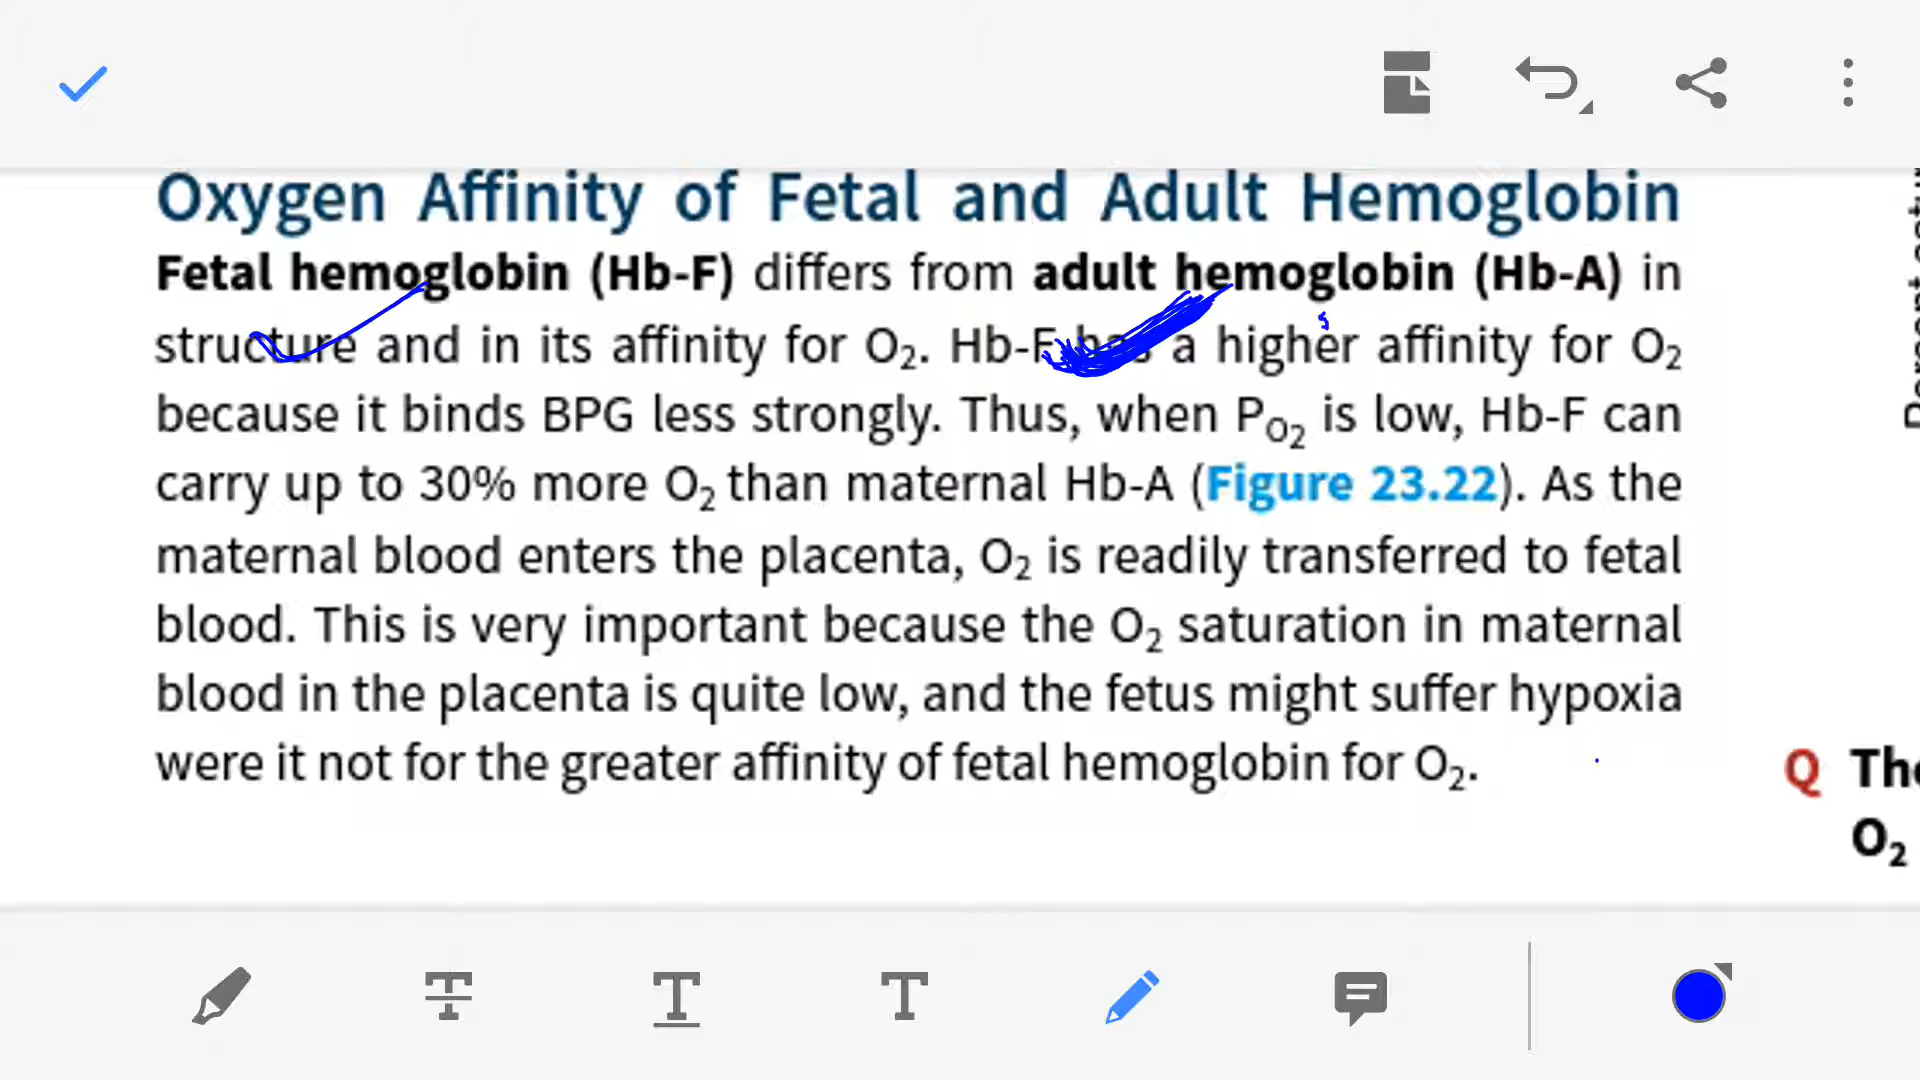 Oxygen Affinity of Fetal and Adult Hemoglobin
Fetal hemoglobin (Hb-F) differs from adult hemoglobin (Hb-A) in
structure and in its affinity for O₂. Hb-F has a higher affinity for O₂
because it binds BPG less strongly. Thus, when PO₂ is low, Hb-F can
carry up to 30% more O₂ than maternal Hb-A (Figure 23.22). As the
maternal blood enters the placenta, O₂ is readily transferred to fetal
blood. This is very important because the O₂ saturation in maternal
blood in the placenta is quite low, and the fetus might suffer hypoxia
were it not for the greater affinity of fetal hemoglobin for O₂.
Q
O₂